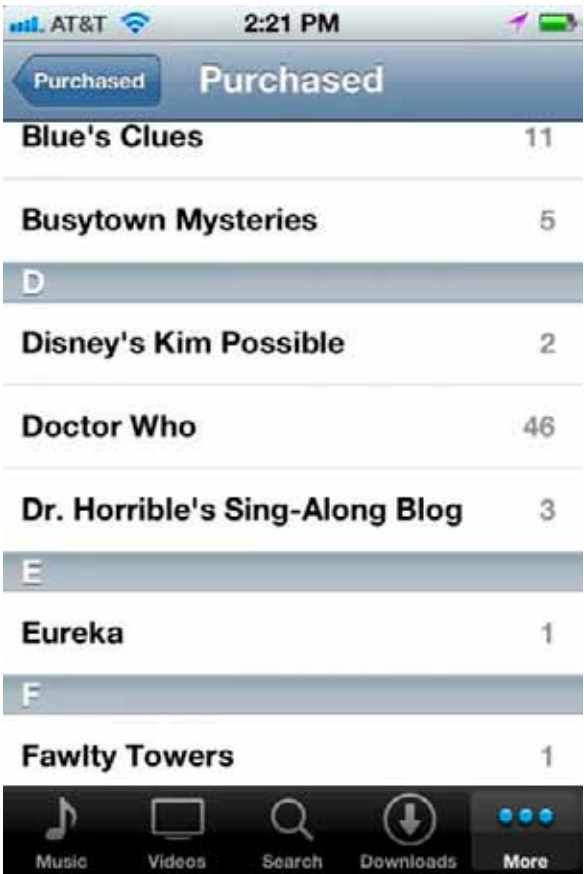 AT&T 2:21 PM
Purchased Purchased
Blue's Clues 11
Busytown Mysteries 5
D
Disney's Kim Possible 2
Doctor Who 46
Dr. Horrible's Sing-Along Blog 3
E
Eureka 1
F
Fawlty Towers 1
Music Videos Search Downloads More